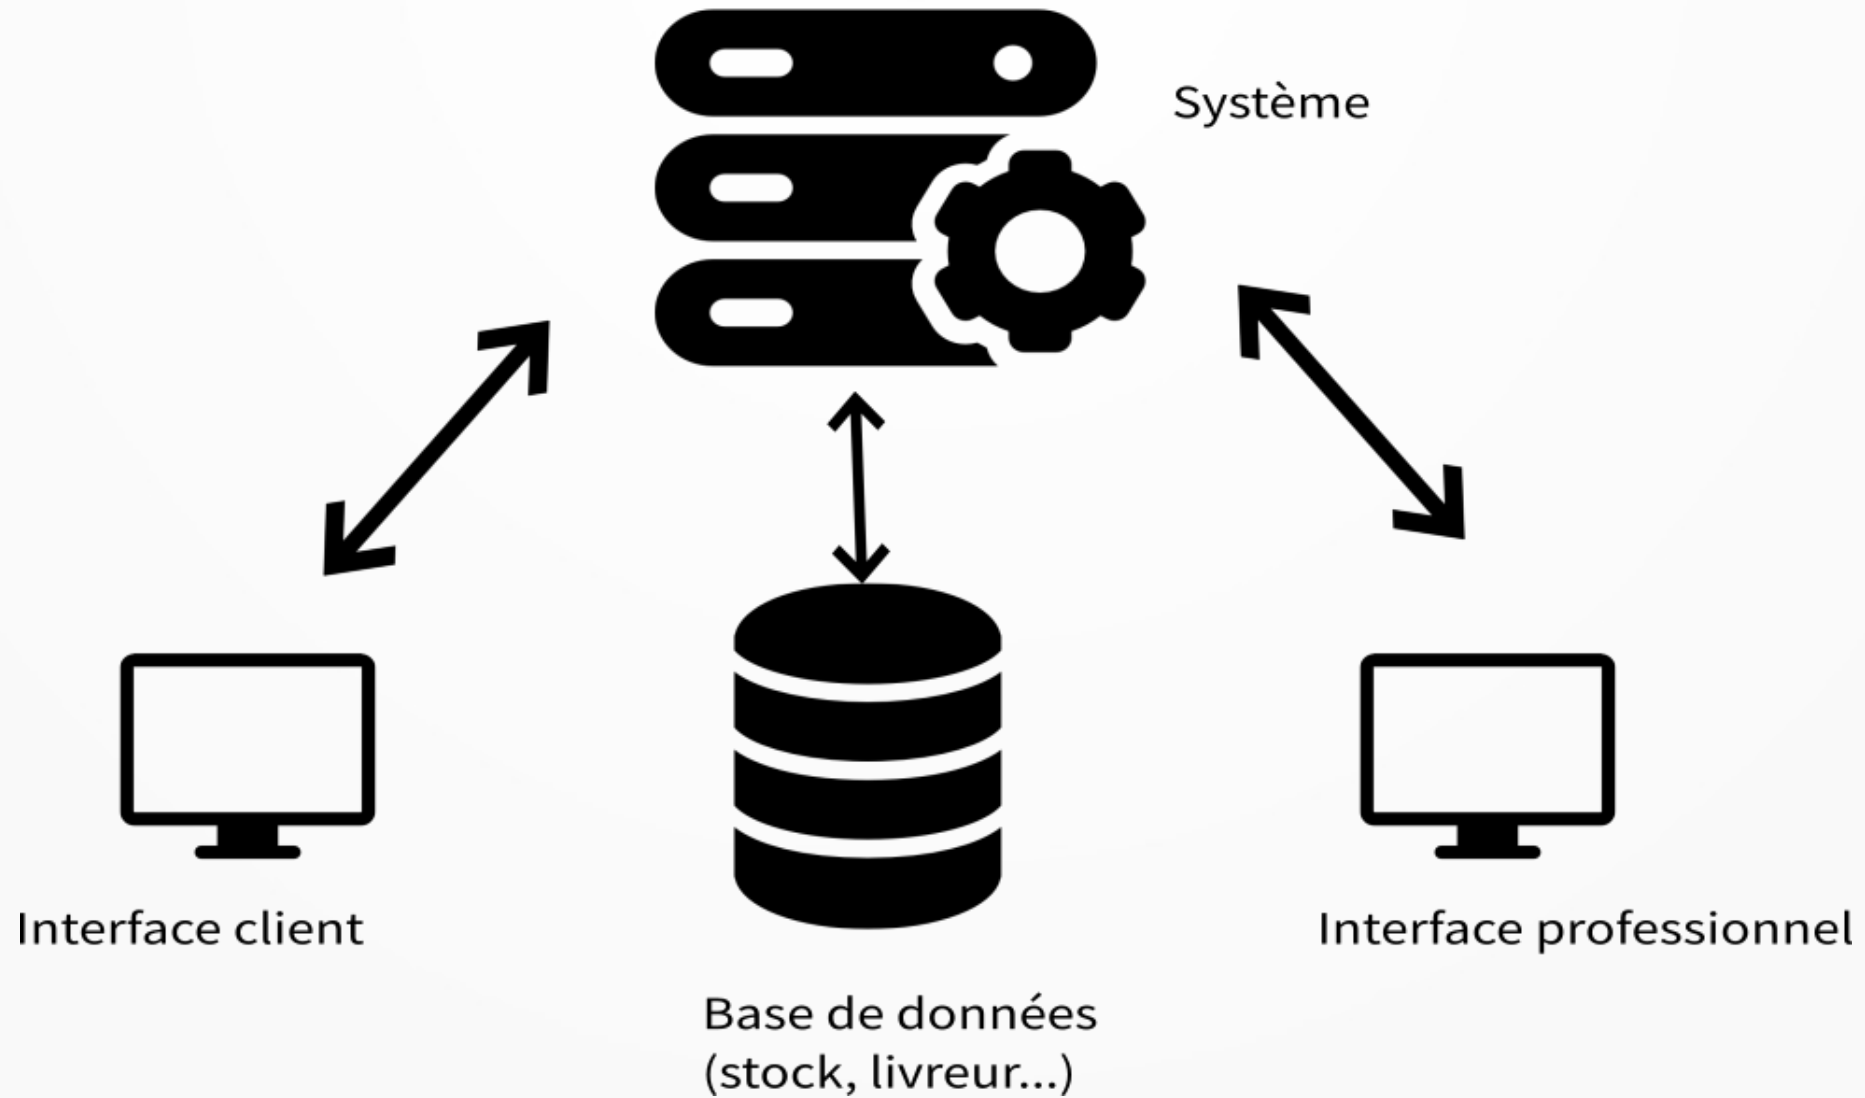 Système
Interface client
Interface professionnel
Base de données
(stock, livreur...)